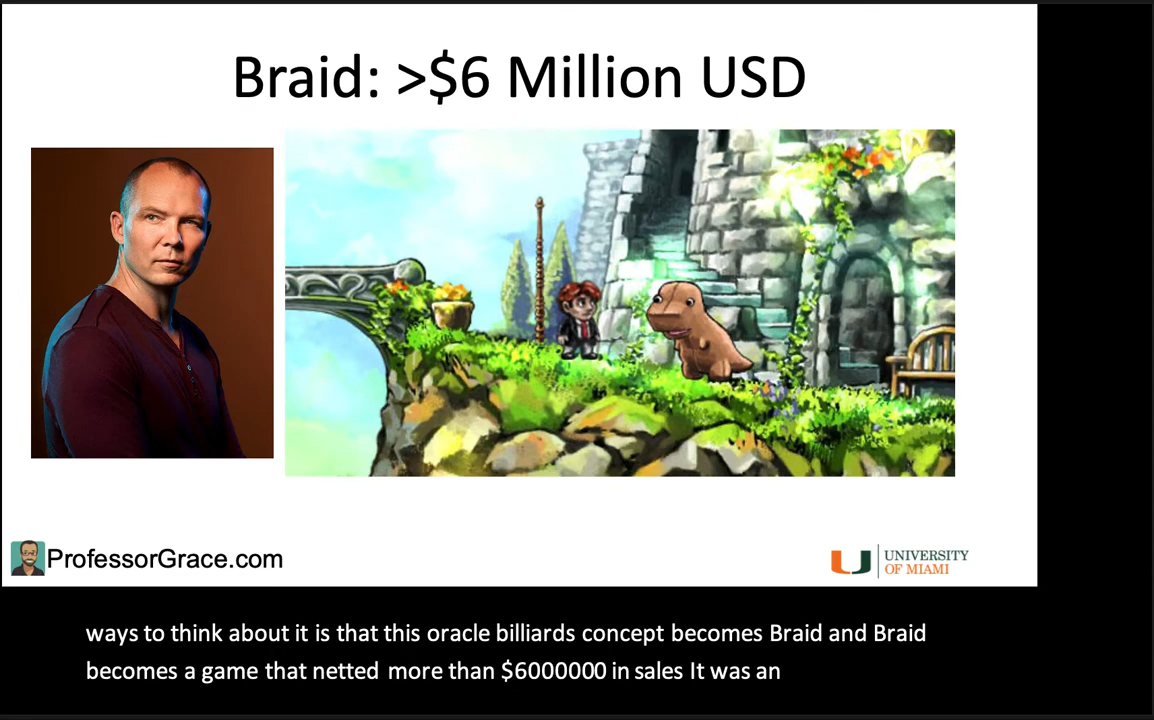 Braid: >$6 Million USD
ProfessorGrace.com
UNIVERSITY
OF MIAMI
ways to think about it is that this oracle billiards concept becomes Braid and Braid
becomes a game that netted more than $6000000 in sales It was an